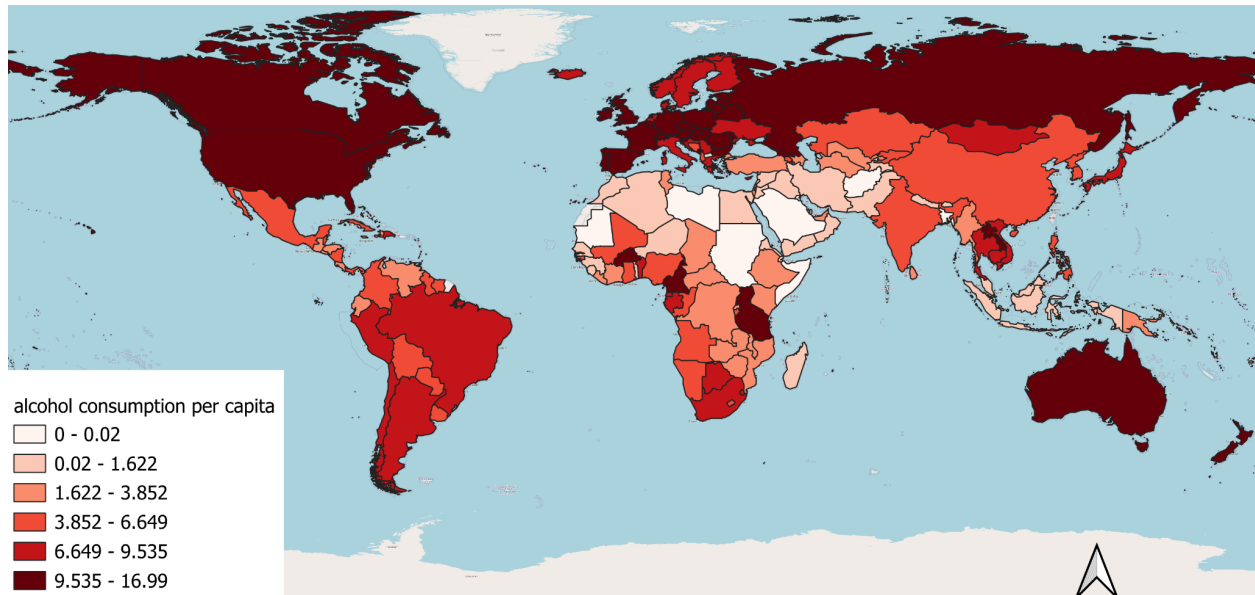 alcohol consumption per capita
0 - 0.02
0.02 - 1.622
1.622 - 3.852
3.852 - 6.649
6.649 - 9.535
9.535 - 16.99